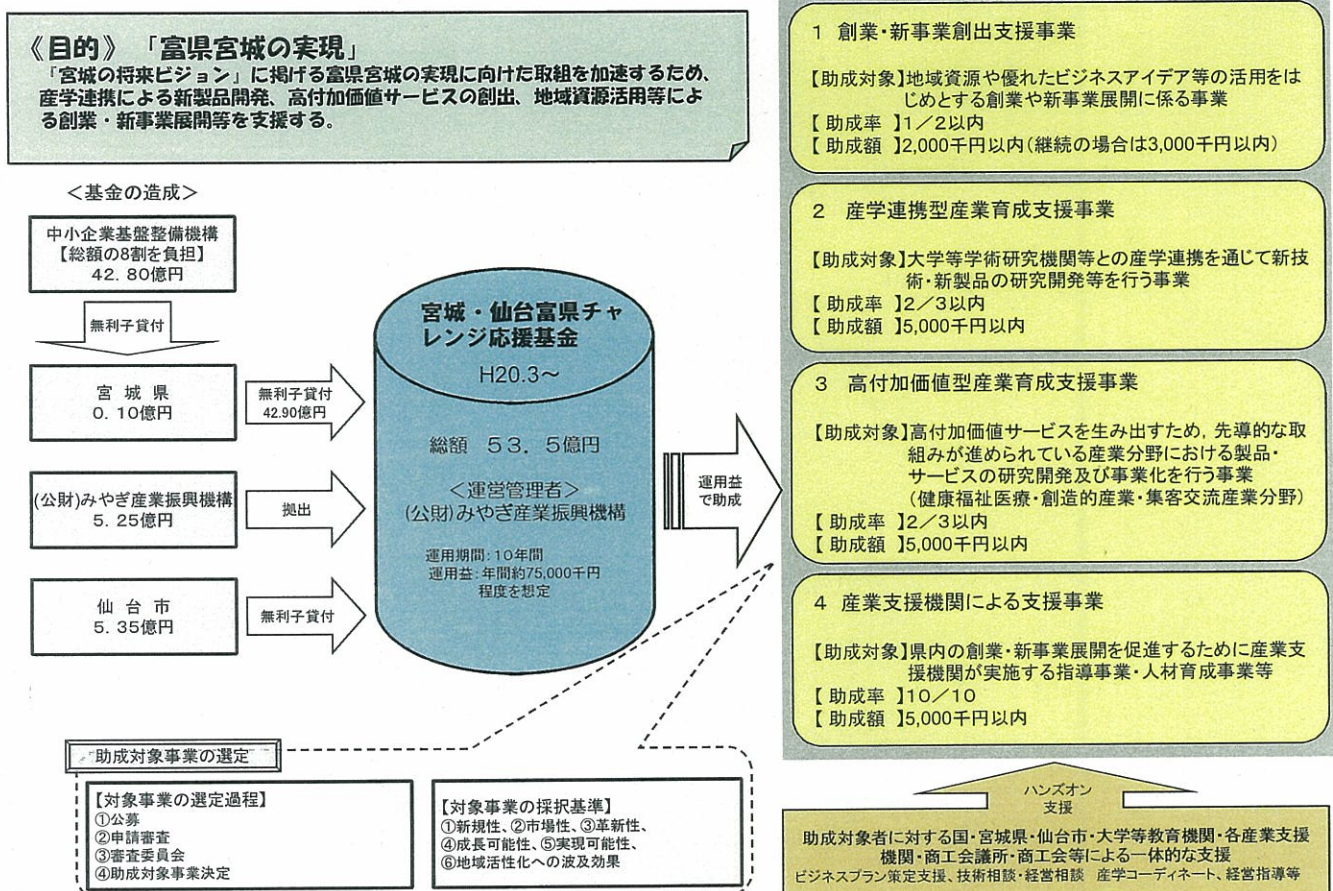 《目的》「富県宮城の実現」
「宮城の将来ビジョン」に掲げる富県宮城の実現に向けた取組を加速するため、
産学連携による新製品開発、高付加価値サービスの創出、地域資源活用等によ
る創業・新事業展開等を支援する。
＜基金の造成＞
中小企業基盤整備機構
【総額の8割を負担】
42.80億円
無利子貸付
宮 城 県
0.10億円
無利子貸付
42.90億円
(公財)みやぎ産業振興機構
5.25億円
拠出
仙 台 市
5.35億円
無利子貸付
宮城・仙台富県チャ
レンジ応援基金
H20.3～
総額 53.5億円
＜運営管理者＞
(公財)みやぎ産業振興機構
運用期間:10年間
運用益:年間約75,000千円
程度を想定
運用益
で助成
助成対象事業の選定
【対象事業の選定過程】
①公募
②申請審査
③審査委員会
④助成対象事業決定
【対象事業の採択基準】
①新規性、②市場性、③革新性、
④成長可能性、⑤実現可能性、
⑥地域活性化への波及効果
1 創業・新事業創出支援事業
【助成対象】地域資源や優れたビジネスアイデア等の活用をは
じめとする創業や新事業展開に係る事業
【 助成率 】1／2以内
【 助成額 】2,000千円以内(継続の場合は3,000千円以内)
2 産学連携型産業育成支援事業
【助成対象】大学等学術研究機関等との産学連携を通じて新技
術・新製品の研究開発等を行う事業
【 助成率 】2／3以内
【 助成額 】5,000千円以内
3 高付加価値型産業育成支援事業
【助成対象】高付加価値サービスを生み出すため，先導的な取
組みが進められている産業分野における製品・
サービスの研究開発及び事業化を行う事業
(健康福祉医療・創造的産業・集客交流産業分野)
【 助成率 】2／3以内
【 助成額 】5,000千円以内
4 産業支援機関による支援事業
【助成対象】県内の創業・新事業展開を促進するために産業支
援機関が実施する指導事業・人材育成事業等
【 助成率 】10／10
【 助成額 】5,000千円以内
ハンズオン
支援
助成対象者に対する国・宮城県・仙台市・大学等教育機関・各産業支援
機関・商工会議所・商工会等による一体的な支援
ビジネスプラン策定支援、技術相談・経営相談 産学コーディネート、経営指導等